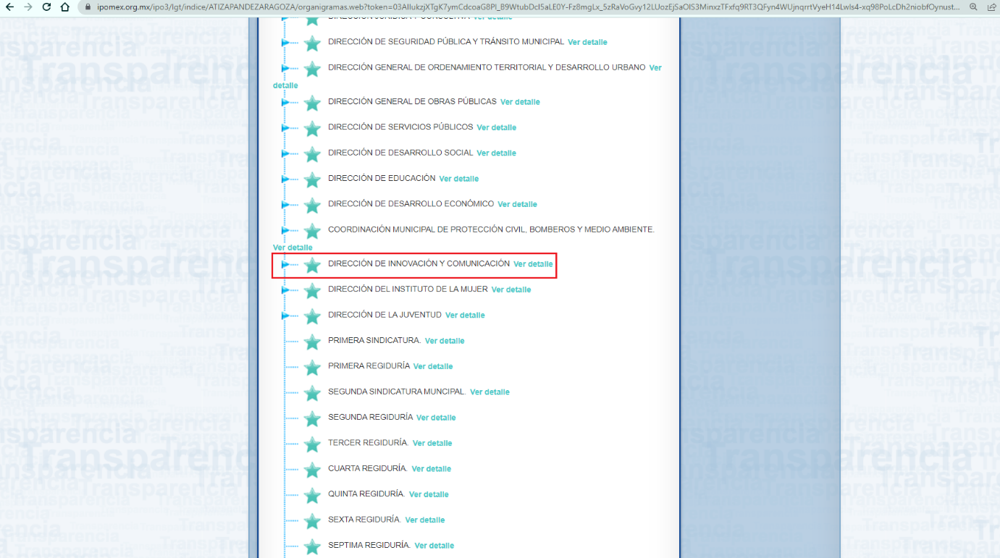 ipomex.org.mx/ipo3/lgt/indice/ATIZAPANDEZARAGOZA/organigramas.web?token=
DIRECCIÓN JURÍDICA Y CONSULTIVA Ver detalle
DIRECCIÓN DE SEGURIDAD PÚBLICA Y TRÁNSITO MUNICIPAL Ver detalle
DIRECCIÓN GENERAL DE ORDENAMIENTO TERRITORIAL Y DESARROLLO URBANO Ver
detalle
DIRECCIÓN GENERAL DE OBRAS PÚBLICAS Ver detalle
DIRECCIÓN DE SERVICIOS PÚBLICOS Ver detalle
DIRECCIÓN DE DESARROLLO SOCIAL Ver detalle
DIRECCIÓN DE EDUCACIÓN Ver detalle
DIRECCIÓN DE DESARROLLO ECONÓMICO Ver detalle
COORDINACIÓN MUNICIPAL DE PROTECCIÓN CIVIL, BOMBEROS Y MEDIO AMBIENTE.
Ver detalle
DIRECCIÓN DE INNOVACIÓN Y COMUNICACIÓN Ver detalle
DIRECCIÓN DEL INSTITUTO DE LA MUJER Ver detalle
DIRECCIÓN DE LA JUVENTUD Ver detalle
PRIMERA SINDICATURA. Ver detalle
PRIMERA REGIDURÍA Ver detalle
SEGUNDA SINDICATURA MUNCIPAL. Ver detalle
SEGUNDA REGIDURÍA Ver detalle
TERCER REGIDURÍA. Ver detalle
CUARTA REGIDURÍA. Ver detalle
QUINTA REGIDURÍA. Ver detalle
SEXTA REGIDURÍA. Ver detalle
SEPTIMA REGIDURÍA. Ver detalle
Transparencia